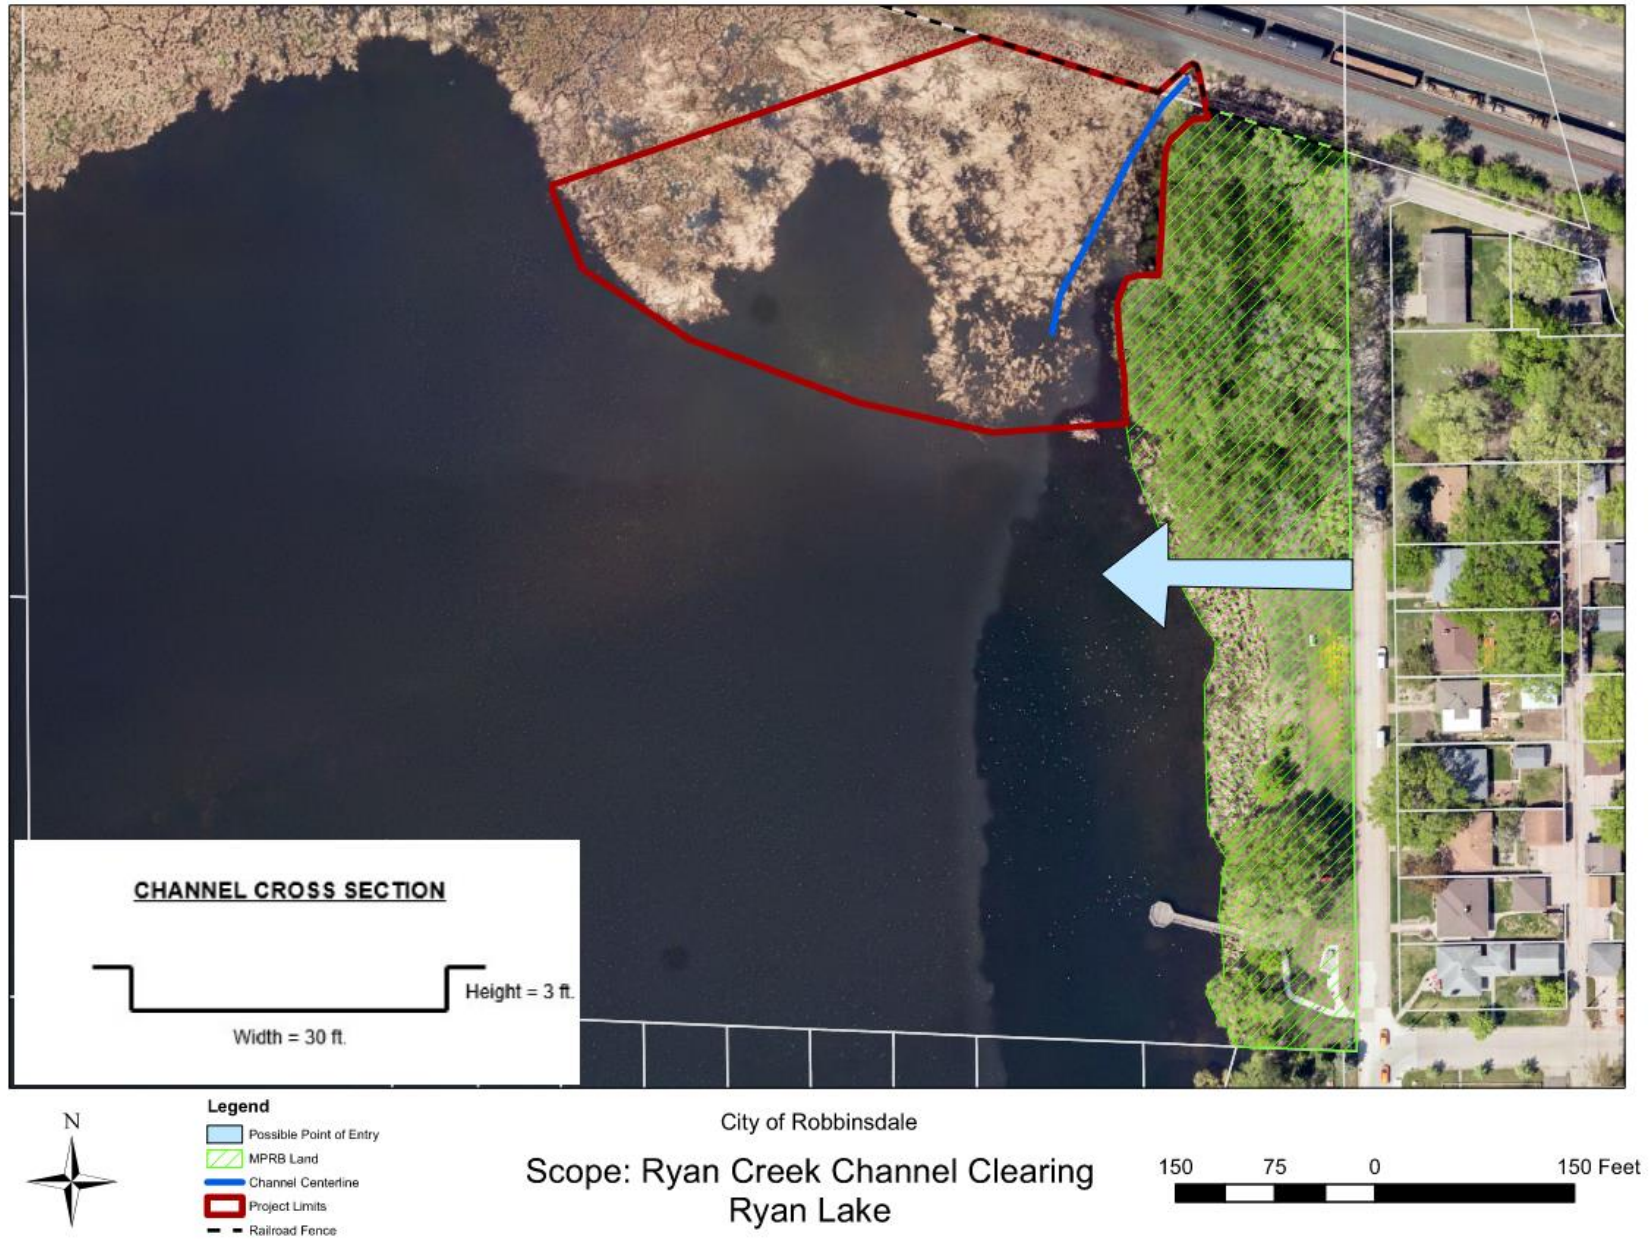 CHANNEL CROSS SECTION
Height = 3 ft.
Width = 30 ft.
N
Legend
Possible Point of Entry
MPRB Land
Channel Centerline
Project Limits
Railroad Fence
City of Robbinsdale
Scope: Ryan Creek Channel Clearing
Ryan Lake
150 75 0 150 Feet